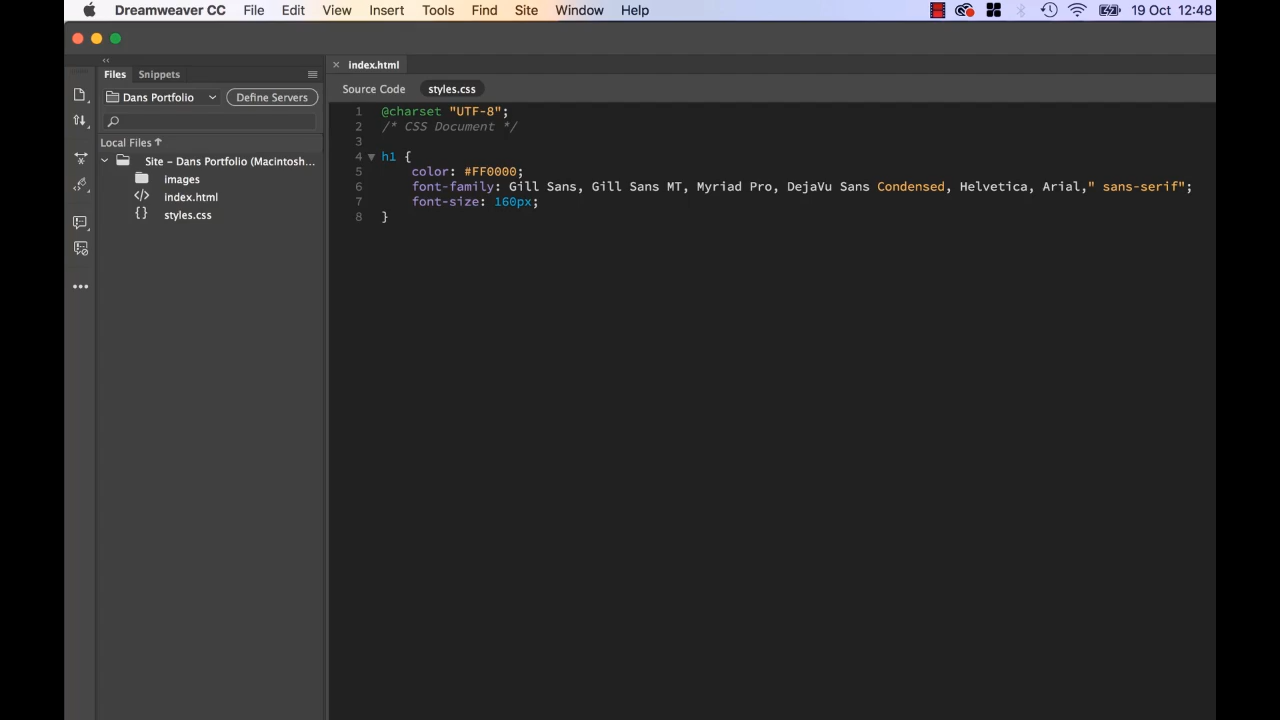 Dreamweaver CC File Edit View Insert Tools Find Site Window Help 19 Oct 12:48
Files Snippets
Dans Portfolio Define Servers
Local Files ↑
Site – Dans Portfolio (Macintosh...
images
index.html
styles.css
index.html
Source Code styles.css
1 @charset "UTF-8";
2 /* CSS Document */
3
4 h1 {
5 color: #FF0000;
6 font-family: Gill Sans, Gill Sans MT, Myriad Pro, DejaVu Sans Condensed, Helvetica, Arial," sans-serif";
7 font-size: 160px;
8 }